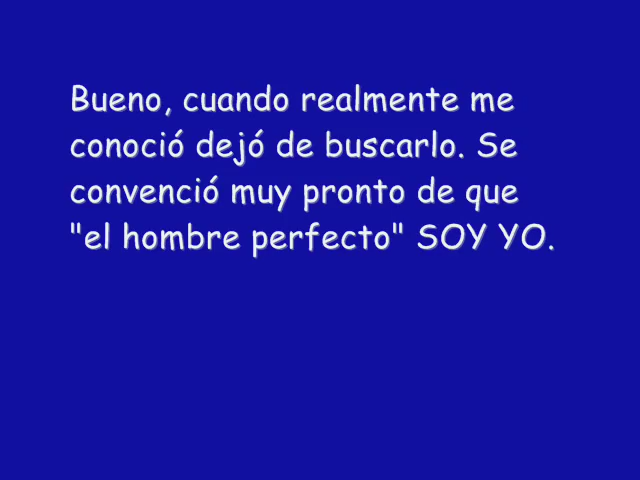 Bueno, cuando realmente me
conoció dejó de buscarlo. Se
convenció muy pronto de que
"el hombre perfecto" SOY YO.